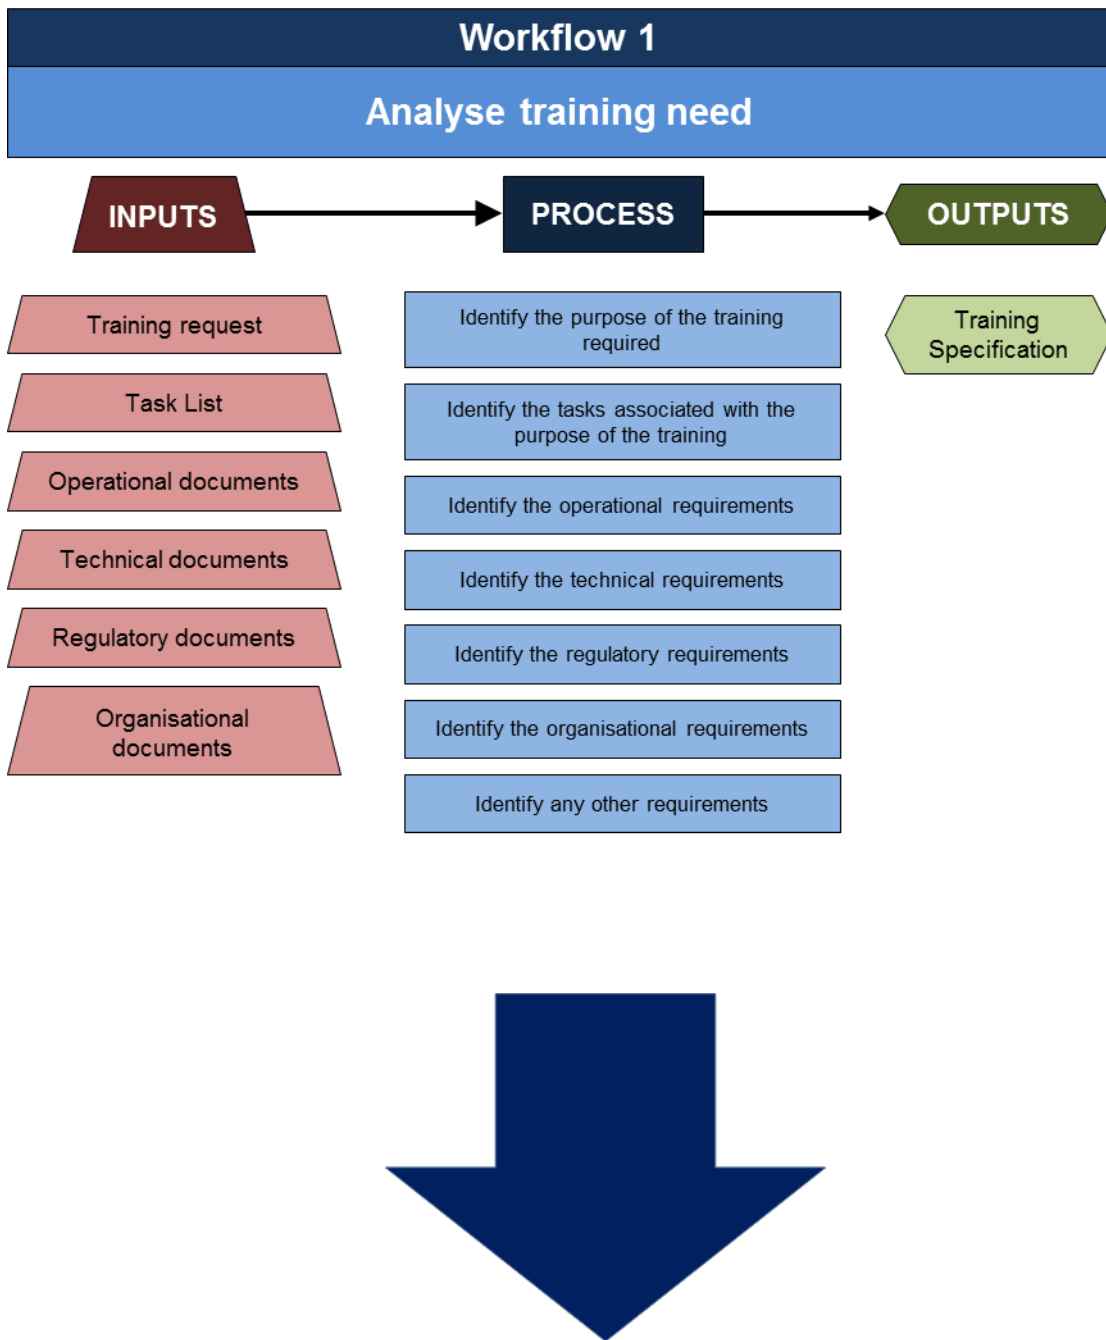 Workflow 1
Analyse training need
INPUTS
PROCESS
OUTPUTS
Training request
Task List
Operational documents
Technical documents
Regulatory documents
Organisational
documents
Identify the purpose of the training
required
Identify the tasks associated with the
purpose of the training
Identify the operational requirements
Identify the technical requirements
Identify the regulatory requirements
Identify the organisational requirements
Identify any other requirements
Training
Specification